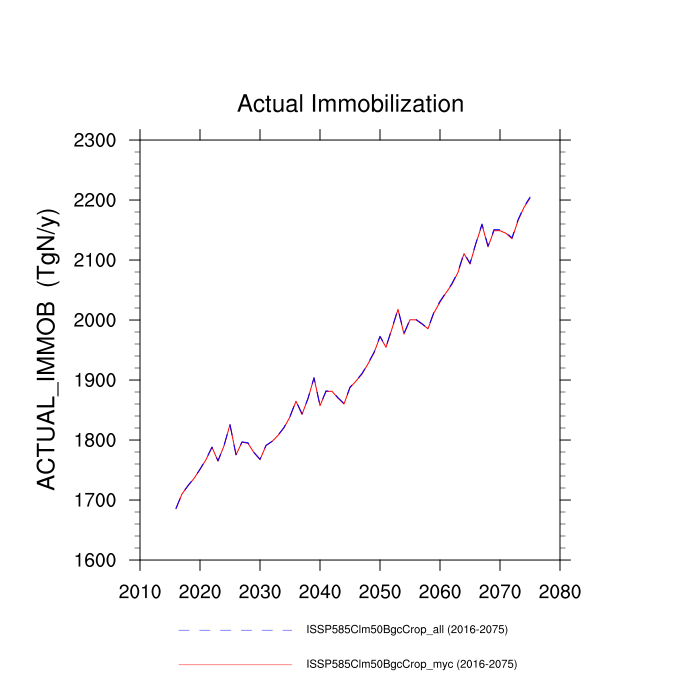 Actual Immobilization
ACTUAL_IMMOB (TgN/y)
2300
2200
2100
2000
1900
1800
1700
1600
2010 2020 2030 2040 2050 2060 2070 2080
ISSP585Clm50BgcCrop_all (2016-2075)
ISSP585Clm50BgcCrop_myc (2016-2075)